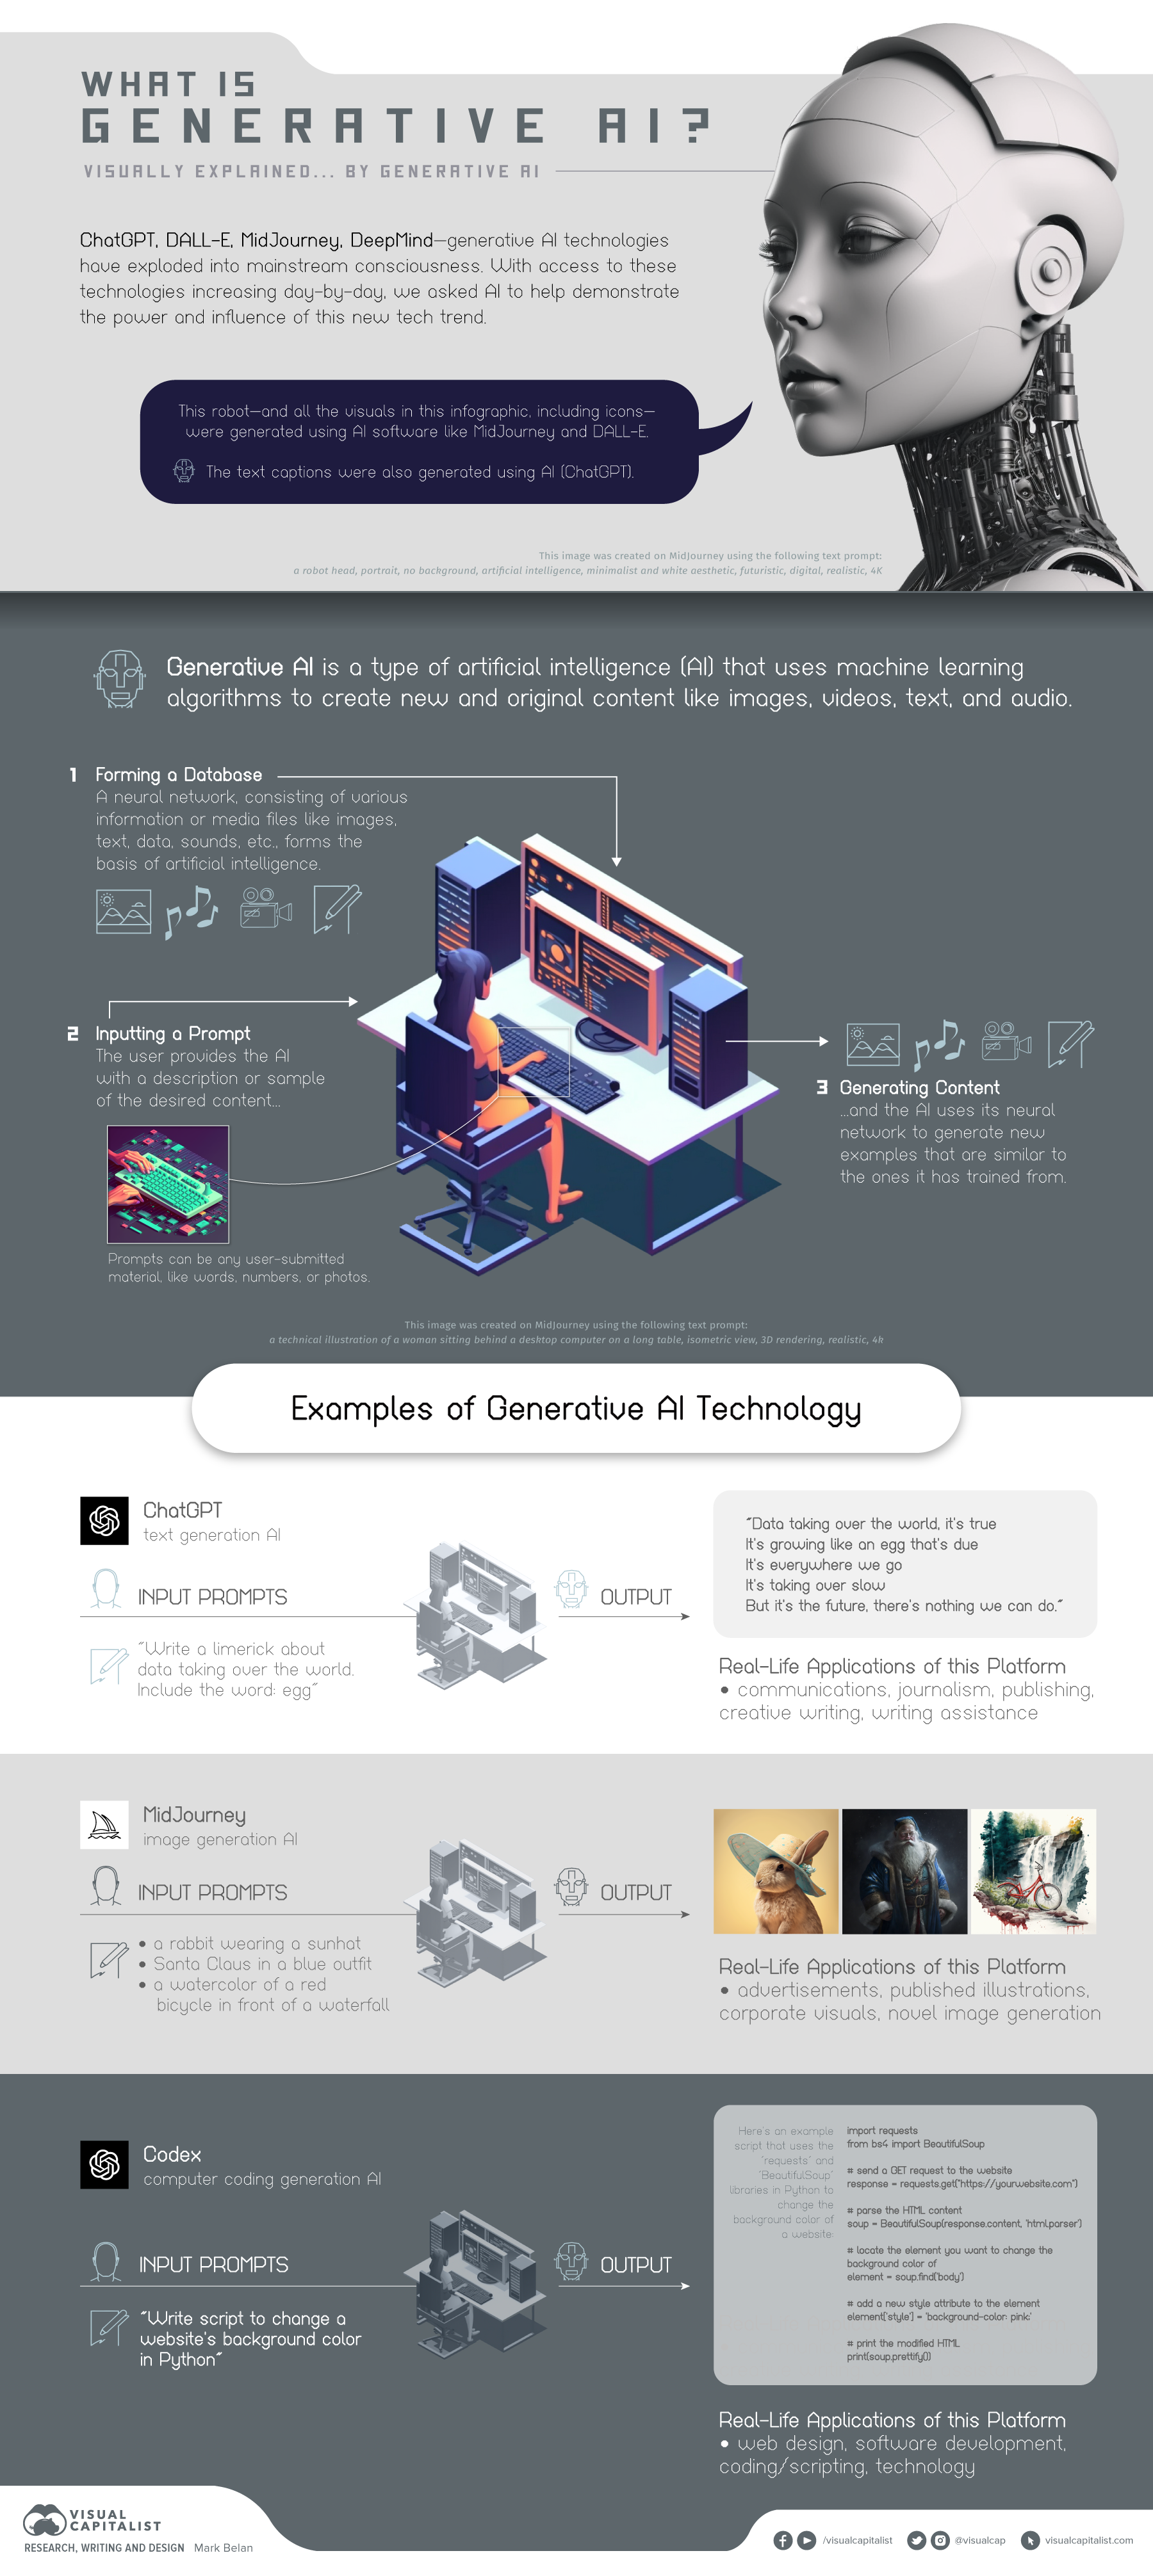 WHAT IS
GENERATIVE AI?
VISUALLY EXPLAINED... BY GENERATIVE AI
ChatGPT, DALL-E, MidJourney, DeepMind—generative AI technologies
have exploded into mainstream consciousness. With access to these
technologies increasing day-by-day, we asked AI to help demonstrate
the power and influence of this new tech trend.
This robot—and all the visuals in this infographic, including icons—
were generated using AI software like MidJourney and DALL-E.
The text captions were also generated using AI (ChatGPT).
This image was created on MidJourney using the following text prompt:
a robot head, portrait, no background, artificial intelligence, minimalist and white aesthetic, futuristic, digital, realistic, 4K
Generative AI is a type of artificial intelligence (AI) that uses machine learning
algorithms to create new and original content like images, videos, text, and audio.
1 Forming a Database
A neural network, consisting of various
information or media files like images,
text, data, sounds, etc., forms the
basis of artificial intelligence.
2 Inputting a Prompt
The user provides the AI
with a description or sample
of the desired content...
Prompts can be any user-submitted
material, like words, numbers, or photos.
3 Generating Content
...and the AI uses its neural
network to generate new
examples that are similar to
the ones it has trained from.
This image was created on MidJourney using the following text prompt:
a technical illustration of a woman sitting behind a desktop computer on a long table, isometric view, 3D rendering, realistic, 4k
Examples of Generative AI Technology
ChatGPT
text generation AI
INPUT PROMPTS
"Write a limerick about
data taking over the world.
Include the word: egg"
OUTPUT
"Data taking over the world, it's true
It's growing like an egg that's due
It's everywhere we go
It's taking over slow
But it's the future, there's nothing we can do."
Real-Life Applications of this Platform
• communications, journalism, publishing,
creative writing, writing assistance
MidJourney
image generation AI
INPUT PROMPTS
• a rabbit wearing a sunhat
• Santa Claus in a blue outfit
• a watercolor of a red
bicycle in front of a waterfall
OUTPUT
Real-Life Applications of this Platform
• advertisements, published illustrations,
corporate visuals, novel image generation
Codex
computer coding generation AI
INPUT PROMPTS
"Write script to change a
website's background color
in Python"
OUTPUT
Here's an example
script that uses the
"requests" and
"BeautifulSoup"
libraries in Python to
change the
background color of
a website:
import requests
from bs4 import BeautifulSoup
# send a GET request to the website
response = requests.get("https://yourwebsite.com")
# parse the HTML content
soup = BeautifulSoup(response.content, 'html.parser')
# locate the element you want to change the
background color of
element = soup.find('body')
# add a new style attribute to the element
element['style'] = 'background-color: pink;'
# print the modified HTML
print(soup.prettify())
Real-Life Applications of this Platform
• web design, software development,
coding/scripting, technology
VISUAL
CAPITALIST
RESEARCH, WRITING AND DESIGN Mark Belan
/visualcapitalist @visualcap visualcapitalist.com